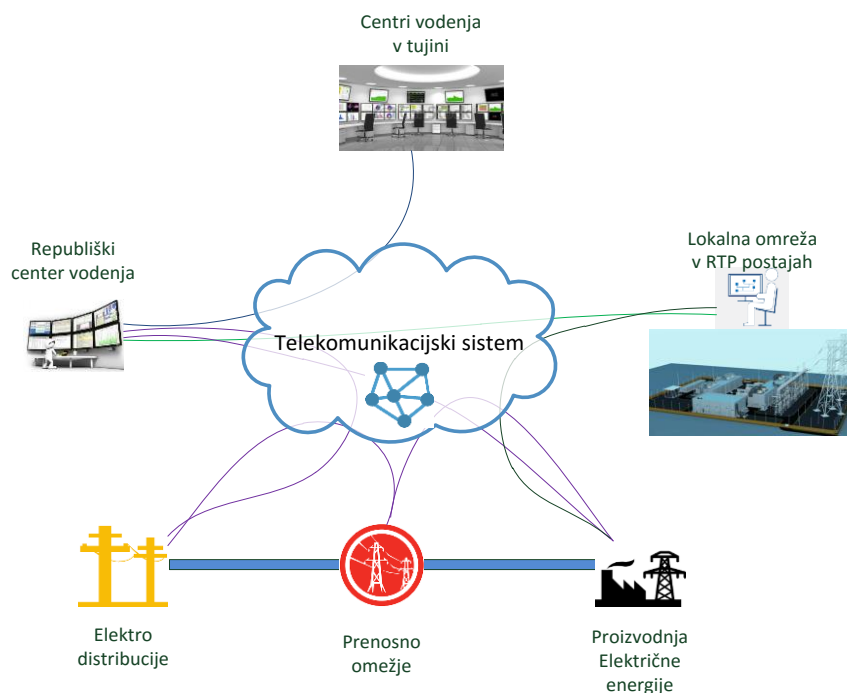 Centri vodenja
v tujini
Republiški
center vodenja
Lokalna omreža
v RTP postajah
Telekomunikacijski sistem
Elektro
distribucije
Prenosno
omežje
Proizvodnja
Električne
energije